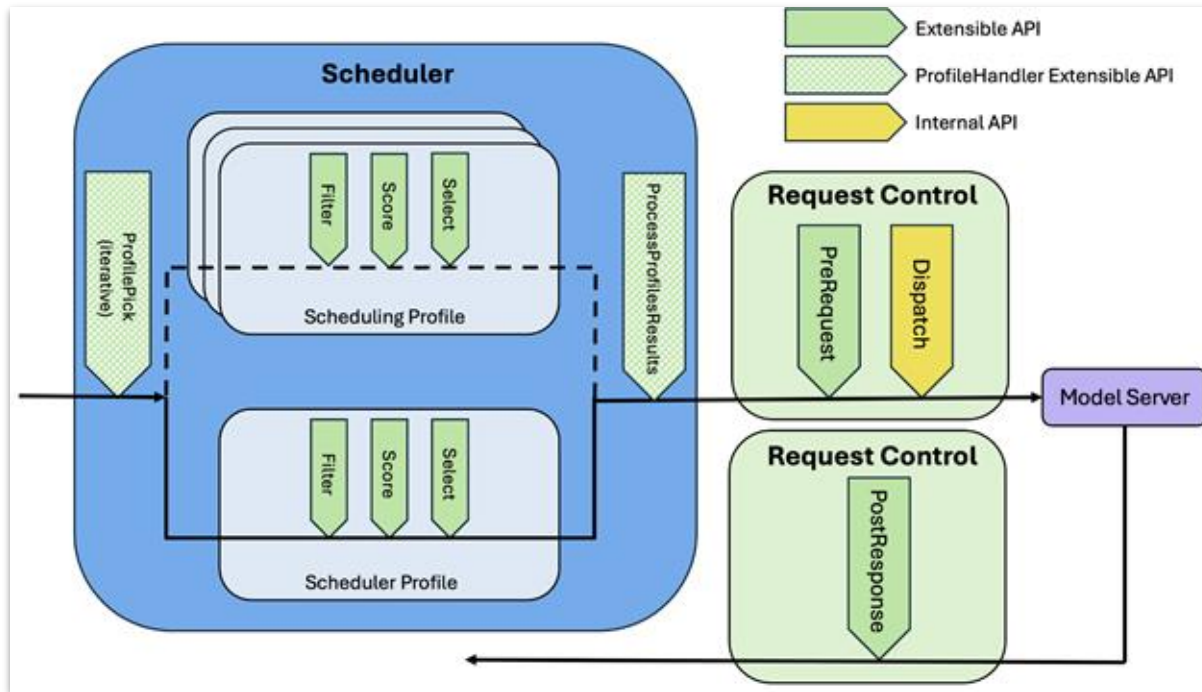 Extensible API
ProfileHandler Extensible API
Internal API
Scheduler
ProfilePick
(iterative)
Filter
Score
Select
Scheduling Profile
ProcessProfilesResults
Request Control
PreRequest
Dispatch
Model Server
Filter
Score
Select
Scheduler Profile
Request Control
PostResponse